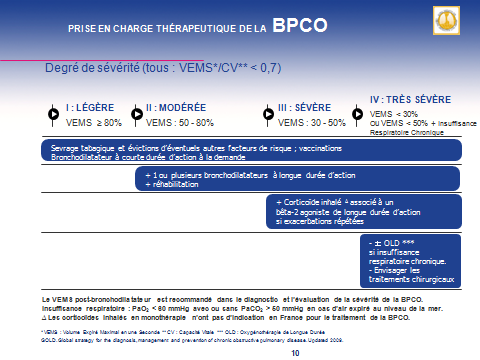 PRISE EN CHARGE THÉRAPEUTIQUE DE LA BPCO
Degré de sévérité (tous : VEMS*/CV** < 0,7)
I : LÉGÈRE
VEMS ≥ 80%
II : MODÉRÉE
VEMS : 50 - 80%
III : SÉVÈRE
VEMS : 30 - 50%
IV : TRÈS SÉVÈRE
VEMS < 30%
ou VEMS < 50% + Insuffisance
Respiratoire Chronique
Sevrage tabagique et évictions d'éventuels autres facteurs de risque ; vaccinations
Bronchodilatateur à courte durée d'action à la demande
+ 1 ou plusieurs bronchodilatateurs à longue durée d'action
+ réhabilitation
+ Corticoïde inhalé Δ associé à un
bêta-2 agoniste de longue durée d'action
si exacerbations répétées
- ± OLD ***
si insuffisance
respiratoire chronique.
- Envisager les
traitements chirurgicaux
Le VEMS post-bronchodilatateur est recommandé dans le diagnostic et l'évaluation de la sévérité de la BPCO.
Insuffisance respiratoire : PaO₂ < 60 mmHg avec ou sans PaCO₂ > 50 mmHg en cas d'air expiré au niveau de la mer.
Δ Les corticoïdes inhalés en monothérapie n'ont pas d'indication en France pour le traitement de la BPCO.
* VEMS : Volume Expiré Maximal en une Seconde ** CV : Capacité Vitale *** OLD : Oxygénothérapie de Longue Durée
GOLD. Global strategy for the diagnosis, management and prevention of chronic obstructive pulmonary disease. Updated 2008.
10